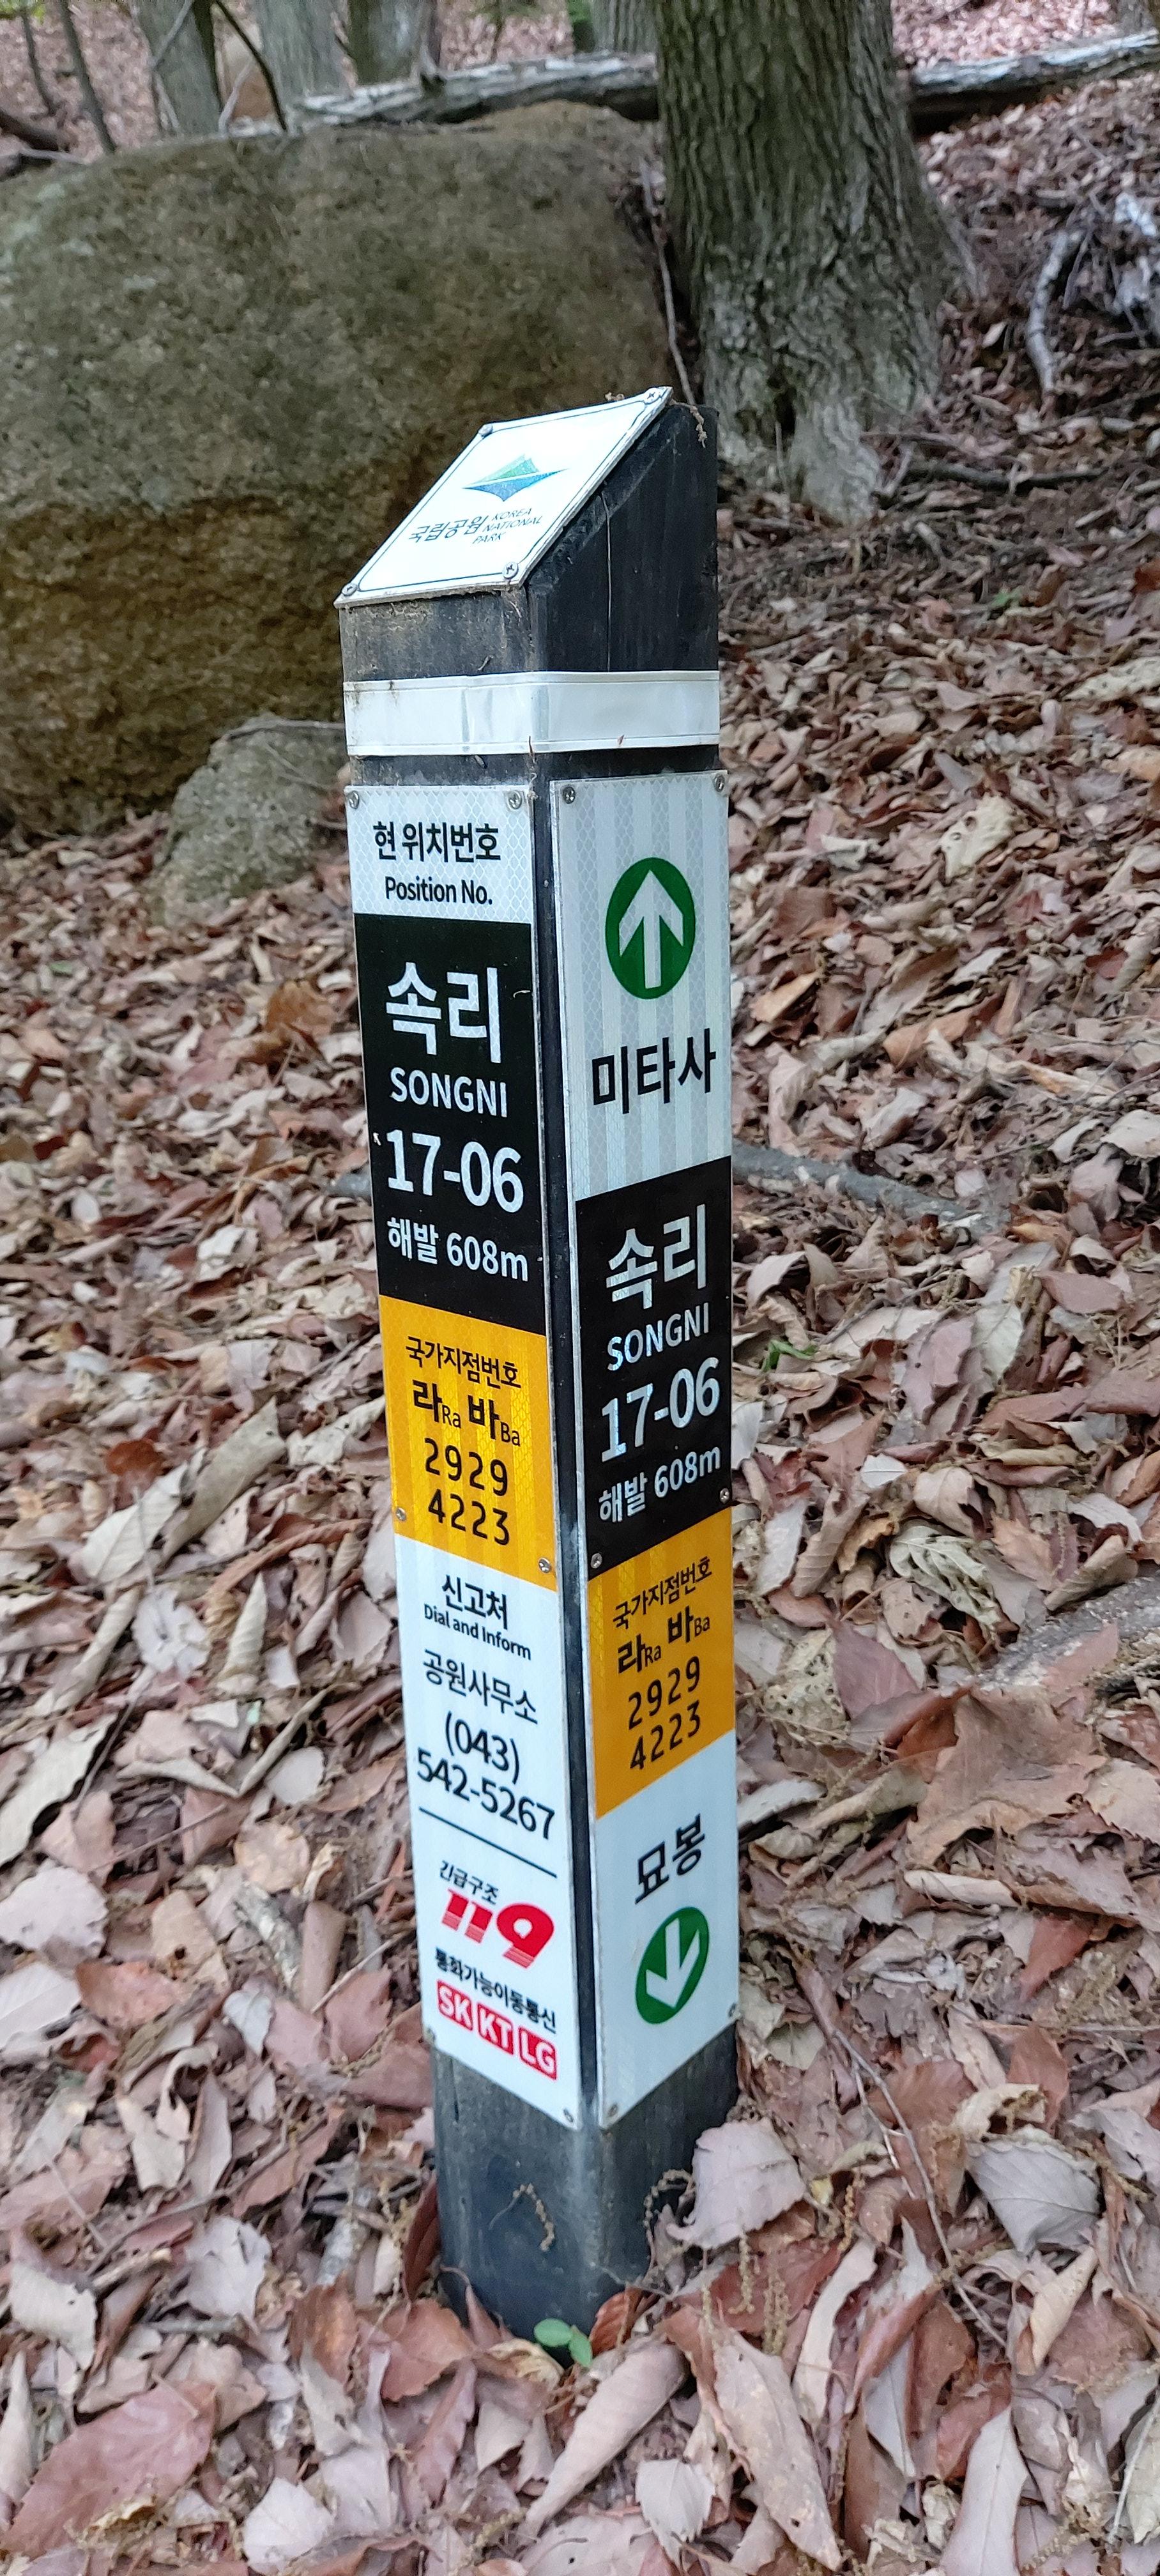 국립공원 KOREA
NATIONAL
PARK
현 위치번호
Position No.
속리
SONGNI
17-06
해발 608m
국가지점번호
라Ra 바Ba
2929
4223
신고처
Dial and Inform
공원사무소
(043)
542-5267
긴급구조
119
통화가능이동통신
SK KT LG
미타사
속리
SONGNI
17-06
해발 608m
국가지점번호
라Ra 바Ba
2929
4223
묘봉